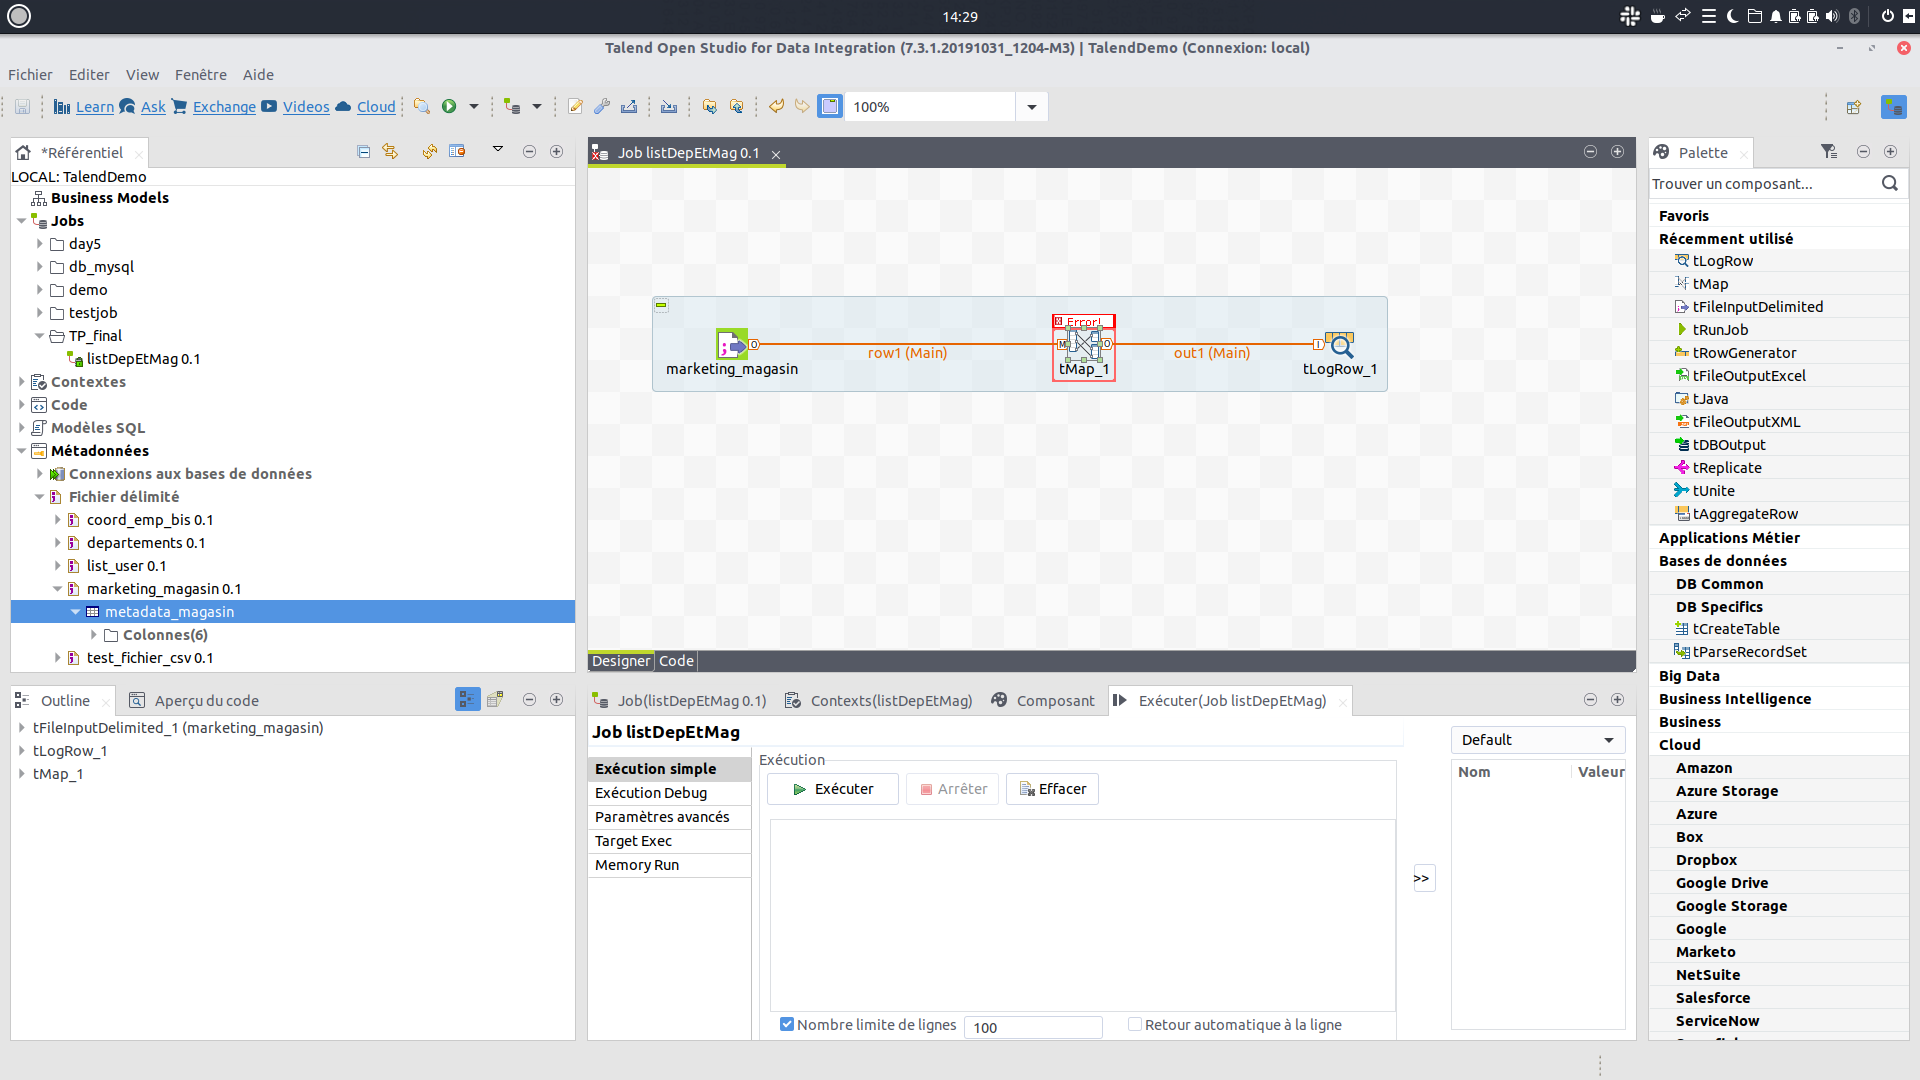 14:29
Talend Open Studio for Data Integration (7.3.1.20191031_1204-M3) | TalendDemo (Connexion: local)
Fichier Editer View Fenêtre Aide
Learn Ask Exchange Videos Cloud 100%
*Référentiel
LOCAL: TalendDemo
Business Models
Jobs
day5
db_mysql
demo
testjob
TP_final
listDepEtMag 0.1
Contextes
Code
Modèles SQL
Métadonnées
Connexions aux bases de données
Fichier délimité
coord_emp_bis 0.1
departements 0.1
list_user 0.1
marketing_magasin 0.1
metadata_magasin
Colonnes(6)
test_fichier_csv 0.1
Job listDepEtMag 0.1
Error!
M O
O I
row1 (Main) out1 (Main)
marketing_magasin tMap_1 tLogRow_1
Designer Code
Palette
Trouver un composant...
Favoris
Récemment utilisé
tLogRow
tMap
tFileInputDelimited
tRunJob
tRowGenerator
tFileOutputExcel
tJava
tFileOutputXML
tDBOutput
tReplicate
tUnite
tAggregateRow
Applications Métier
Bases de données
DB Common
DB Specifics
tCreateTable
tParseRecordSet
Big Data
Business Intelligence
Business
Cloud
Amazon
Azure Storage
Azure
Box
Dropbox
Google Drive
Google Storage
Google
Marketo
NetSuite
Salesforce
ServiceNow
Outline Aperçu du code
tFileInputDelimited_1 (marketing_magasin)
tLogRow_1
tMap_1
Job(listDepEtMag 0.1) Contexts(listDepEtMag) Composant Exécuter(Job listDepEtMag)
Job listDepEtMag
Exécution simple
Exécution Debug
Paramètres avancés
Target Exec
Memory Run
Exécution
Exécuter Arrêter Effacer
Nombre limite de lignes 100 Retour automatique à la ligne
>>
Default
Nom Valeur